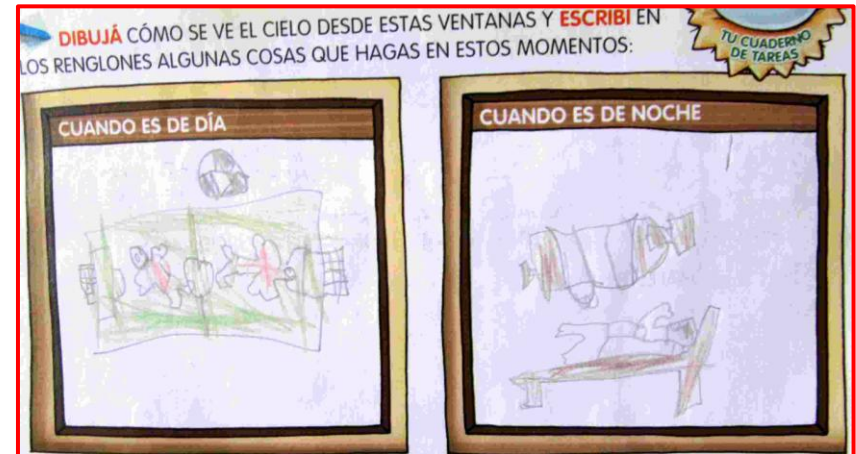 DIBUJÁ CÓMO SE VE EL CIELO DESDE ESTAS VENTANAS Y ESCRIBÍ EN
LOS RENGLONES ALGUNAS COSAS QUE HAGAS EN ESTOS MOMENTOS:
TU CUADERNO
DE TAREAS
CUANDO ES DE DÍA
CUANDO ES DE NOCHE